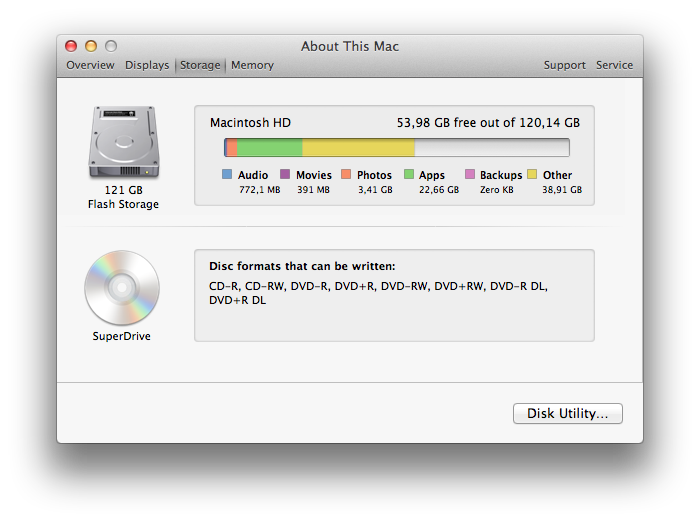 About This Mac
Overview Displays Storage Memory Support Service
Macintosh HD 53,98 GB free out of 120,14 GB
Audio Movies Photos Apps Backups Other
772,1 MB 391 MB 3,41 GB 22,66 GB Zero KB 38,91 GB
121 GB
Flash Storage
Disc formats that can be written:
CD-R, CD-RW, DVD-R, DVD+R, DVD-RW, DVD+RW, DVD-R DL,
DVD+R DL
SuperDrive
Disk Utility...